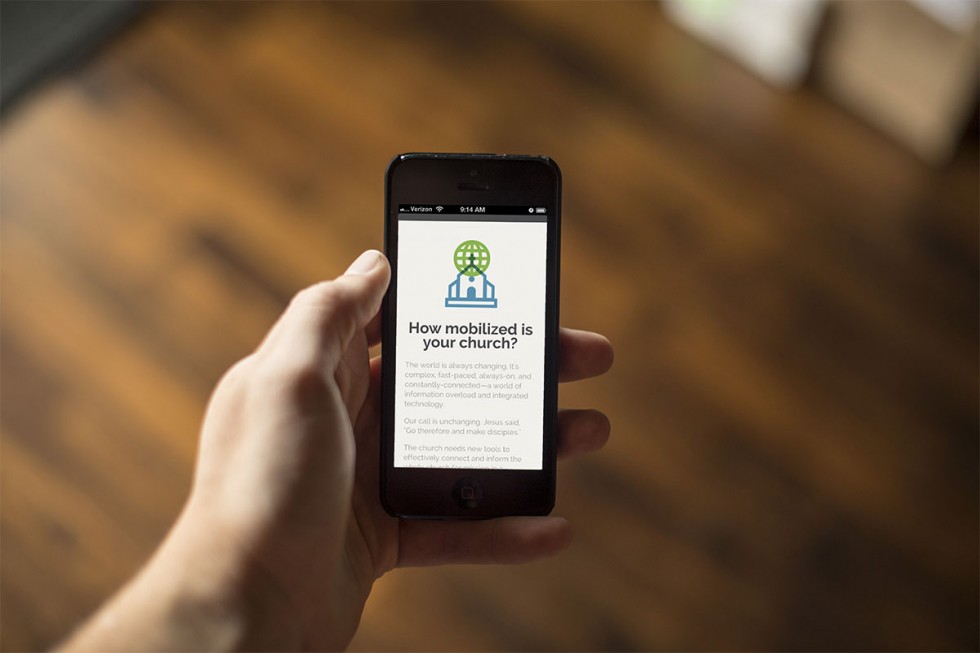 Verizon 9:14 AM
How mobilized is
your church?
The world is always changing. It's
complex, fast-paced, always-on, and
constantly-connected—a world of
information overload and integrated
technology.
Our call is unchanging. Jesus said,
"Go therefore and make disciples."
The church needs new tools to
effectively connect and inform the